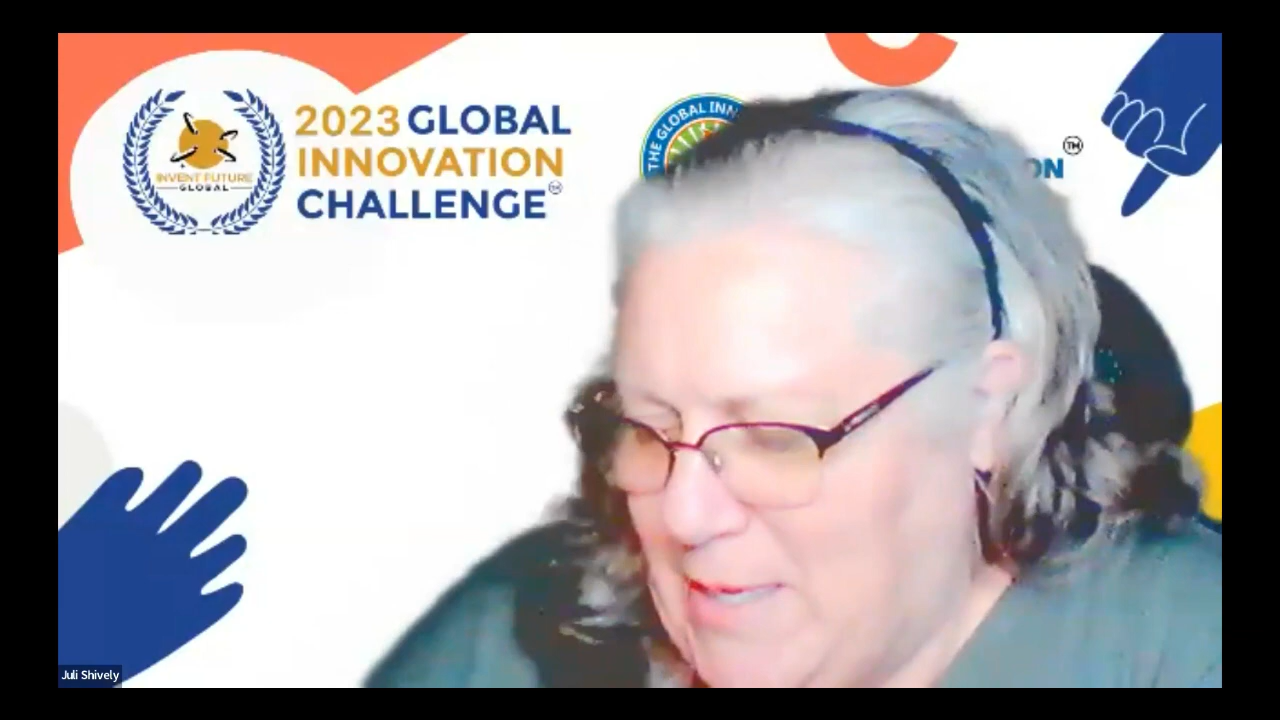 2023 GLOBAL
INNOVATION
CHALLENGE
TM
INVENT FUTURE
GLOBAL
THE GLOBAL INN
ON
TM
Juli Shively